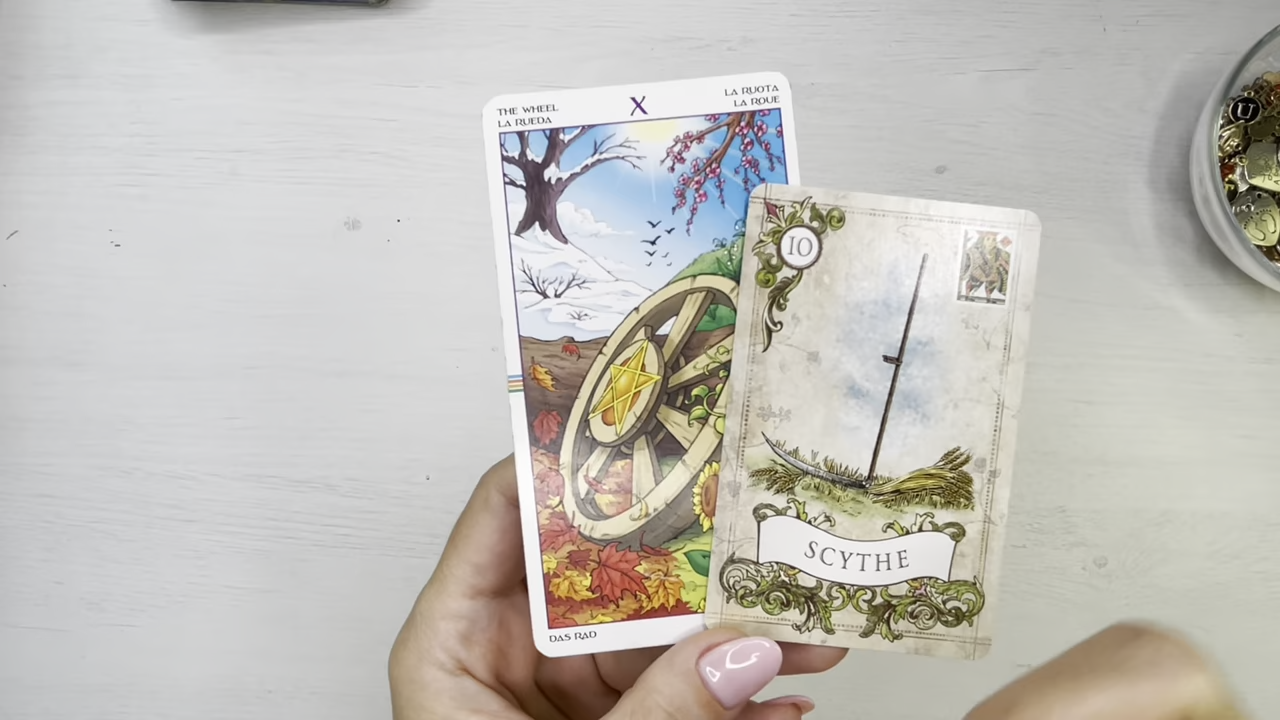 THE WHEEL
LA RUEDA
X
LA RUOTA
LA ROUE
DAS RAD
10
SCYTHE
U